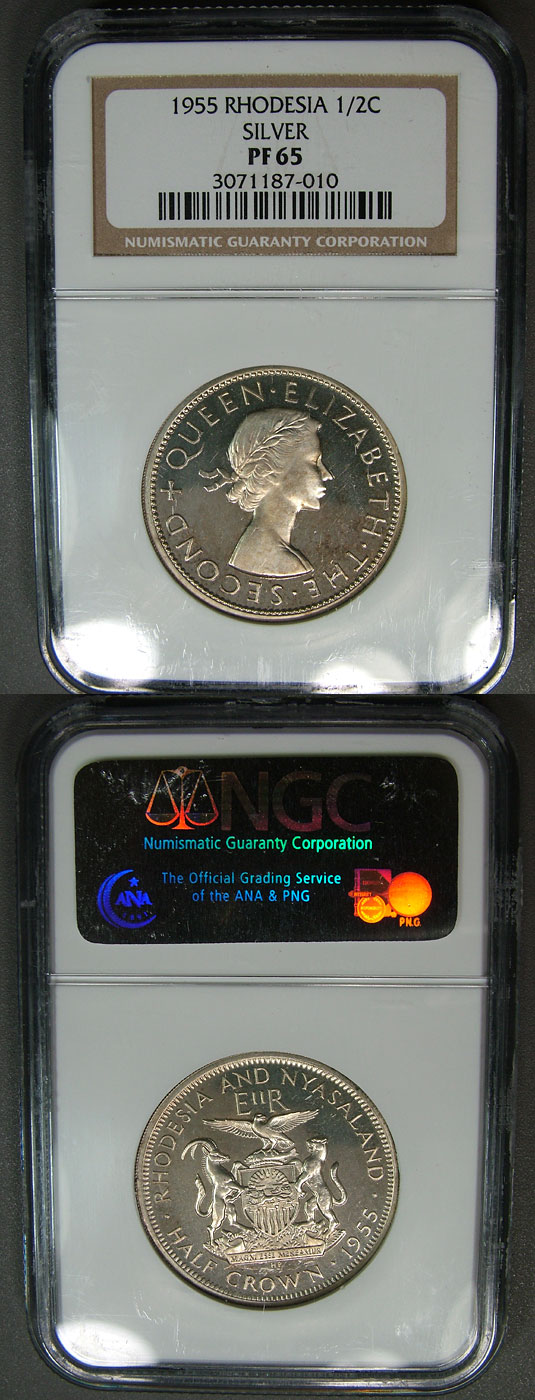 1955 RHODESIA 1/2C
SILVER
PF 65
3071187-010
NUMISMATIC GUARANTY CORPORATION
+ QUEEN · ELIZABETH · THE · SECOND
NGC
Numismatic Guaranty Corporation
The Official Grading Service
of the ANA & PNG
ANA
P.N.G.
RHODESIA AND NYASALAND
EIIR
· HALF CROWN · 1955 ·